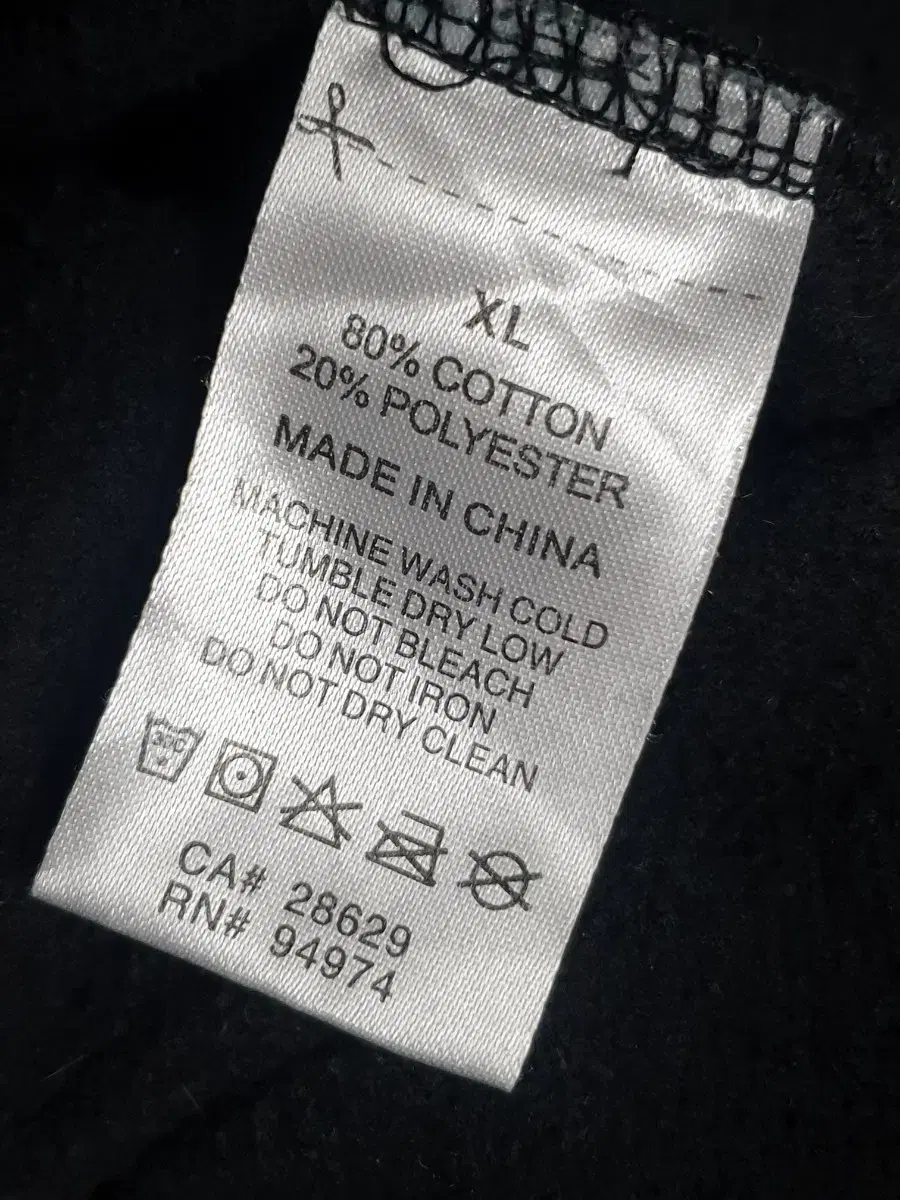 XL
80% COTTON
20% POLYESTER
MADE IN CHINA
MACHINE WASH COLD
TUMBLE DRY LOW
DO NOT BLEACH
DO NOT IRON
DO NOT DRY CLEAN
30C
CA# 28629
RN# 94974